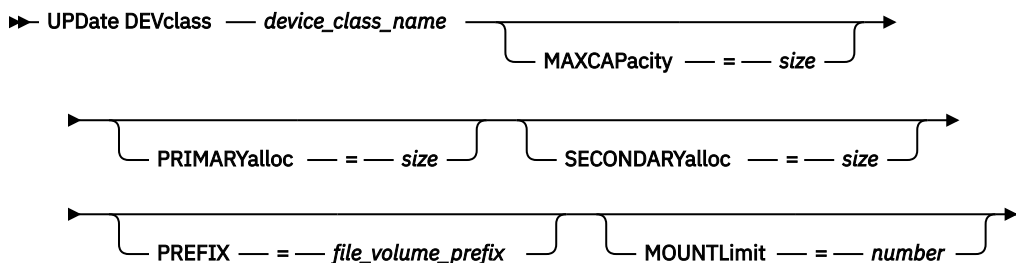 UPDate DEVclass device_class_name
MAXCAPacity = size
PRIMARYalloc = size SECONDARYalloc = size
PREFIX = file_volume_prefix MOUNTLimit = number